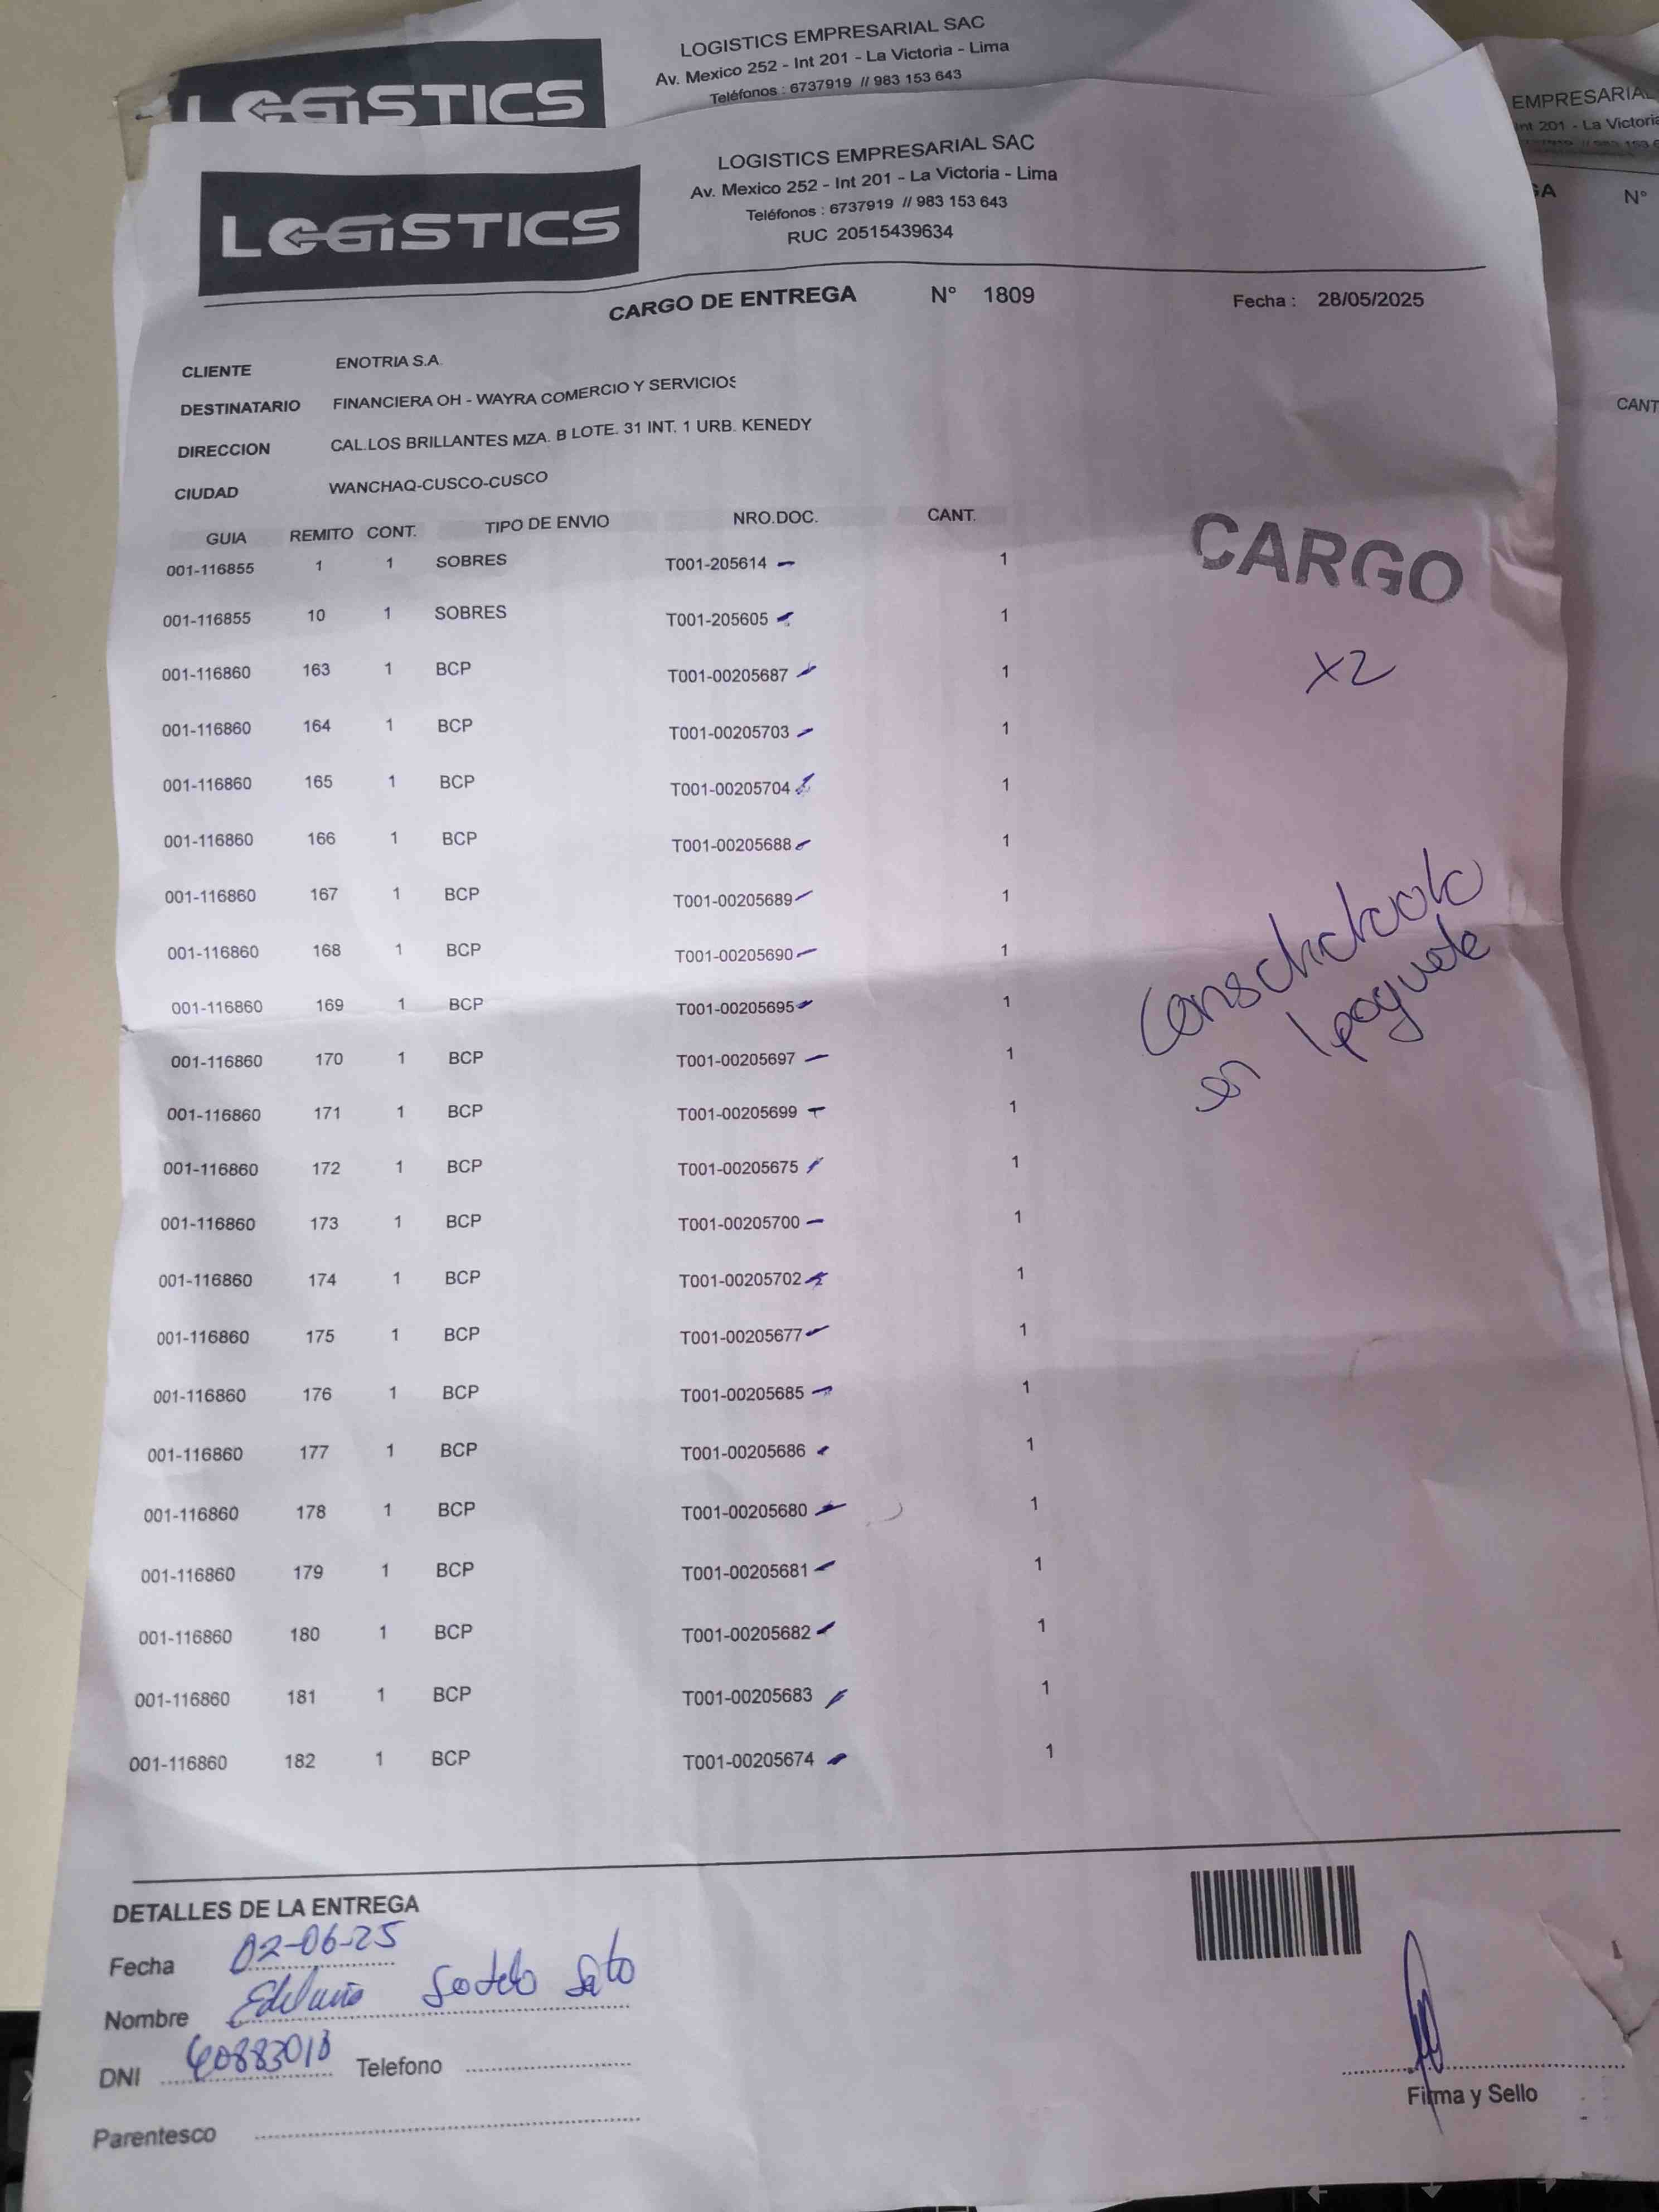 LOGISTICS
LOGISTICS EMPRESARIAL SAC
Av. Mexico 252 - Int 201 - La Victoria - Lima
Teléfonos : 6737919 // 983 153 643
EMPRESARIAL
Int 201 - La Victoria
N°
CANT
LOGISTICS
LOGISTICS EMPRESARIAL SAC
Av. Mexico 252 - Int 201 - La Victoria - Lima
Teléfonos : 6737919 // 983 153 643
RUC 20515439634
CARGO DE ENTREGA N° 1809 Fecha : 28/05/2025
CLIENTE ENOTRIA S.A.
DESTINATARIO FINANCIERA OH - WAYRA COMERCIO Y SERVICIOS
DIRECCION CAL.LOS BRILLANTES MZA. B LOTE. 31 INT. 1 URB. KENEDY
CIUDAD WANCHAQ-CUSCO-CUSCO
GUIA REMITO CONT. TIPO DE ENVIO NRO.DOC. CANT.
001-116855 1 1 SOBRES T001-205614 1
001-116855 10 1 SOBRES T001-205605 1
001-116860 163 1 BCP T001-00205687 1
001-116860 164 1 BCP T001-00205703 1
001-116860 165 1 BCP T001-00205704 1
001-116860 166 1 BCP T001-00205688 1
001-116860 167 1 BCP T001-00205689 1
001-116860 168 1 BCP T001-00205690 1
001-116860 169 1 BCP T001-00205695 1
001-116860 170 1 BCP T001-00205697 1
001-116860 171 1 BCP T001-00205699 1
001-116860 172 1 BCP T001-00205675 1
001-116860 173 1 BCP T001-00205700 1
001-116860 174 1 BCP T001-00205702 1
001-116860 175 1 BCP T001-00205677 1
001-116860 176 1 BCP T001-00205685 1
001-116860 177 1 BCP T001-00205686 1
001-116860 178 1 BCP T001-00205680 1
001-116860 179 1 BCP T001-00205681 1
001-116860 180 1 BCP T001-00205682 1
001-116860 181 1 BCP T001-00205683 1
001-116860 182 1 BCP T001-00205674 1
CARGO
X2
en 1 paquete
DETALLES DE LA ENTREGA
Fecha 02-06-25
Nombre Sotelo Soto
DNI 40883018 Telefono
Parentesco
Firma y Sello